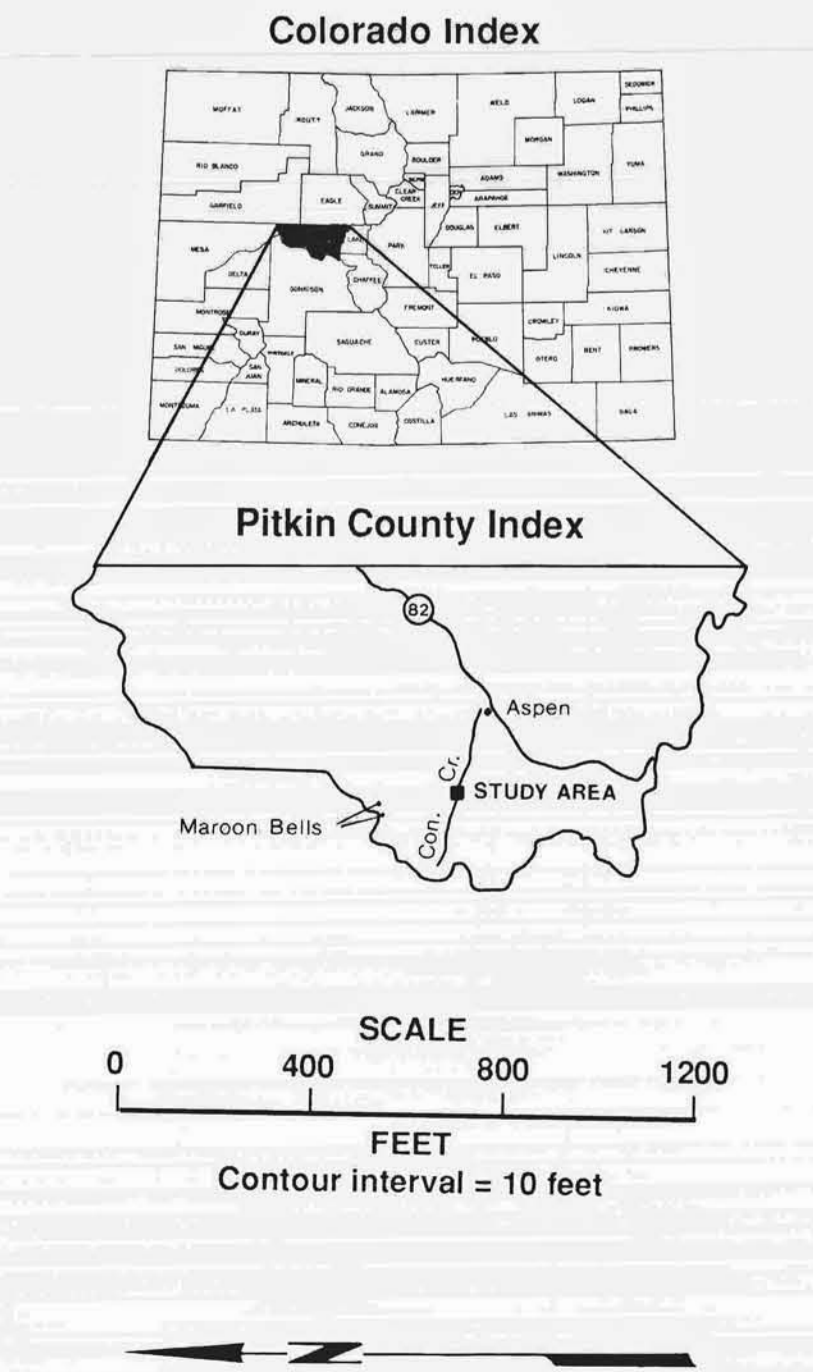 Colorado Index
SEDGWICK
MOFFAT
ROUTT
JACKSON
LARIMER
WELD
LOGAN
PHILLIPS
MORGAN
GRAND
BOULDER
RIO BLANCO
WASHINGTON
YUMA
ADAMS
EAGLE
CLEAR
CREEK
GARFIELD
SUMMIT
JEFF
ARAPAHOE
DOUGLAS
ELBERT
KIT CARSON
MESA
LAKE
PARK
LINCOLN
DELTA
TELLER
EL PASO
CHEYENNE
CHAFFEE
GUNNISON
FREMONT
KIOWA
MONTROSE
CROWLEY
OURAY
SAGUACHE
CUSTER
PUEBLO
SAN MIGUEL
HINSDALE
OTERO
BENT
PROWERS
DOLORES
SAN
JUAN
MINERAL
RIO GRANDE
ALAMOSA
HUERFANO
MONTEZUMA
LA PLATA
LAS ANIMAS
BACA
ARCHULETA
CONEJOS
COSTILLA
Pitkin County Index
82
Aspen
Con. Cr.
STUDY AREA
Maroon Bells
SCALE
0 400 800 1200
FEET
Contour interval = 10 feet
N